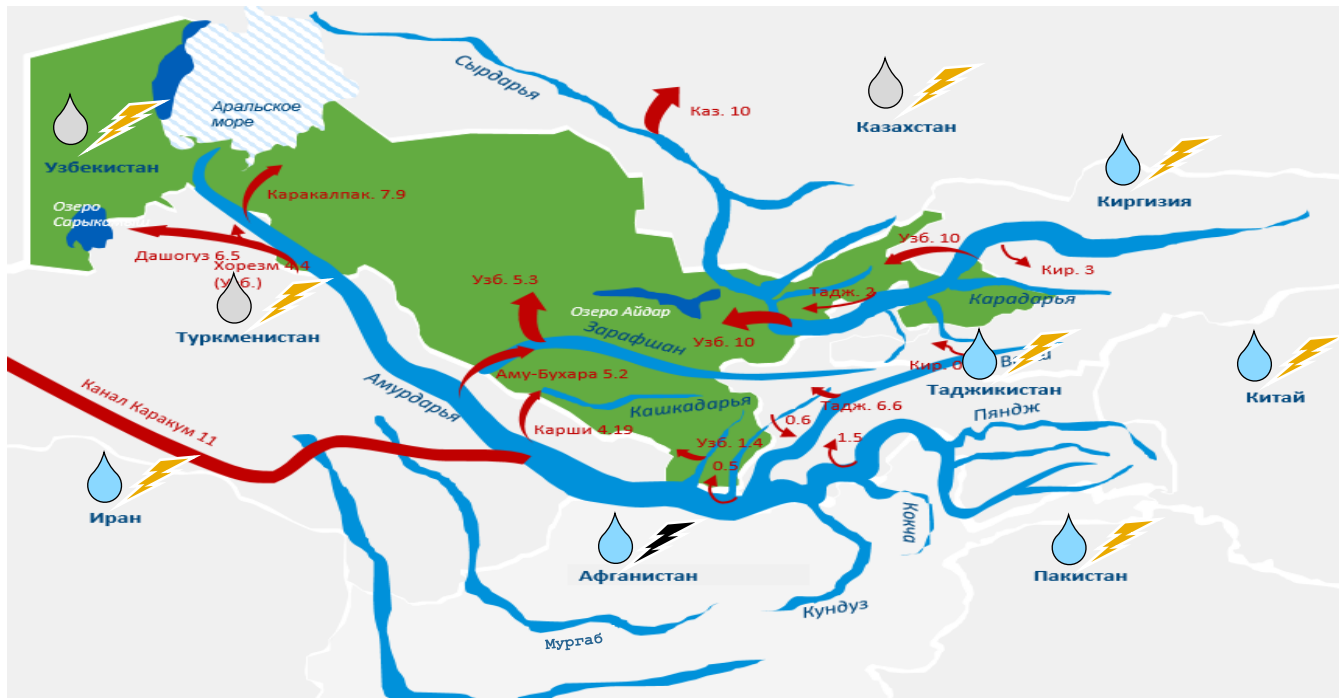 Сырдарья
Каз. 10
Казахстан
Аральское
море
Узбекистан
Киргизия
Каракалпак. 7.9
Озеро
Дашогуз 6.5
Хорезм 4.4
Узб. 10
Кир. 3
Узб. 5.3
Тадж. 2
Карадарья
Озеро Айдар
Туркменистан
Зарафшан
Узб. 10
Кир. 0
Амударья
Аму-Бухара 5.2
Таджикистан
Китай
Кашкадарья
Тадж. 6.6
Пяндж
Канал Каракум 11
Карши 4.19
0.6
Узб. 1.4
1.5
0.5
Иран
Кокча
Афганистан
Пакистан
Кундуз
Мургаб